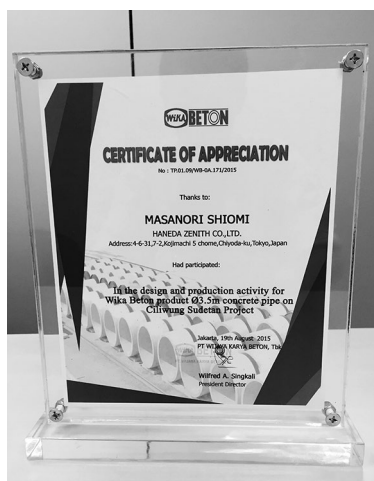 WIKA BETON
CERTIFICATE OF APPRECIATION
No : TP.01.09/WB-0A.171/2015
Thanks to:
MASANORI SHIOMI
HANEDA ZENITH CO.,LTD.
Address:4-6-31,7-2,Kojimachi 5 chome,Chiyoda-ku,Tokyo,Japan
Had participated:
In the design and production activity for
Wika Beton product Ø3.5m concrete pipe on
Ciliwung Sudetan Project
Jakarta, 19th August 2015
PT WIJAYA KARYA BETON, Tbk
Wilfred A. Singkali
President Director